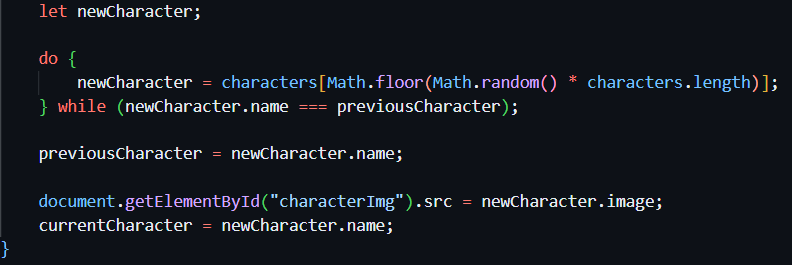 let newCharacter;
do {
newCharacter = characters[Math.floor(Math.random() * characters.length)];
} while (newCharacter.name === previousCharacter);
previousCharacter = newCharacter.name;
document.getElementById("characterImg").src = newCharacter.image;
currentCharacter = newCharacter.name;
}